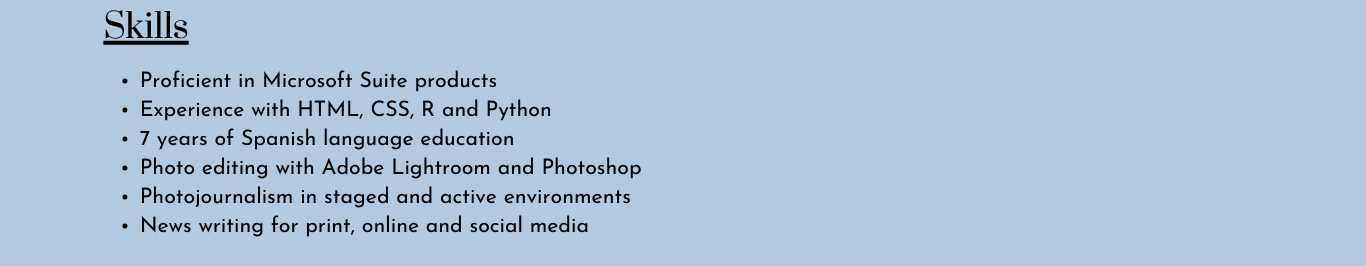 Skills
• Proficient in Microsoft Suite products
• Experience with HTML, CSS, R and Python
• 7 years of Spanish language education
• Photo editing with Adobe Lightroom and Photoshop
• Photojournalism in staged and active environments
• News writing for print, online and social media